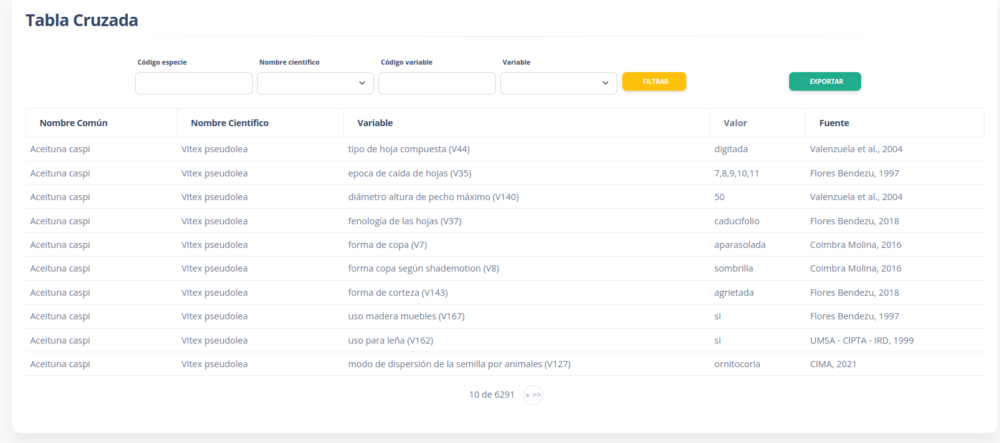 Tabla Cruzada
Código especie Nombre científico Código variable Variable
FILTRAR EXPORTAR
Nombre Común Nombre Científico Variable Valor Fuente
Aceituna caspi Vitex pseudolea tipo de hoja compuesta (V44) digitada Valenzuela et al., 2004
Aceituna caspi Vitex pseudolea epoca de caída de hojas (V35) 7,8,9,10,11 Flores Bendezu, 1997
Aceituna caspi Vitex pseudolea diámetro altura de pecho máximo (V140) 50 Valenzuela et al., 2004
Aceituna caspi Vitex pseudolea fenología de las hojas (V37) caducifolio Flores Bendezu, 2018
Aceituna caspi Vitex pseudolea forma de copa (V7) aparasolada Coimbra Molina, 2016
Aceituna caspi Vitex pseudolea forma copa según shademotion (V8) sombrilla Coimbra Molina, 2016
Aceituna caspi Vitex pseudolea forma de corteza (V143) agrietada Flores Bendezu, 2018
Aceituna caspi Vitex pseudolea uso madera muebles (V167) si Flores Bendezu, 1997
Aceituna caspi Vitex pseudolea uso para leña (V162) si UMSA - CIPTA - IRD, 1999
Aceituna caspi Vitex pseudolea modo de dispersión de la semilla por animales (V127) ornitocoria CIMA, 2021
10 de 6291 » >>